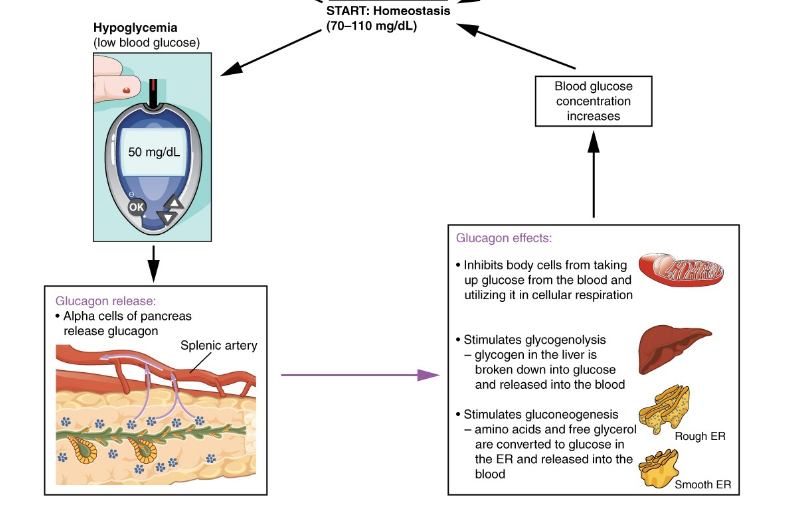 START: Homeostasis
(70–110 mg/dL)
Hypoglycemia
(low blood glucose)
50 mg/dL
OK
Blood glucose
concentration
increases
Glucagon release:
• Alpha cells of pancreas
release glucagon
Splenic artery
Glucagon effects:
• Inhibits body cells from taking
up glucose from the blood and
utilizing it in cellular respiration
• Stimulates glycogenolysis
– glycogen in the liver is
broken down into glucose
and released into the blood
• Stimulates gluconeogenesis
– amino acids and free glycerol
are converted to glucose in
the ER and released into the
blood
Rough ER
Smooth ER